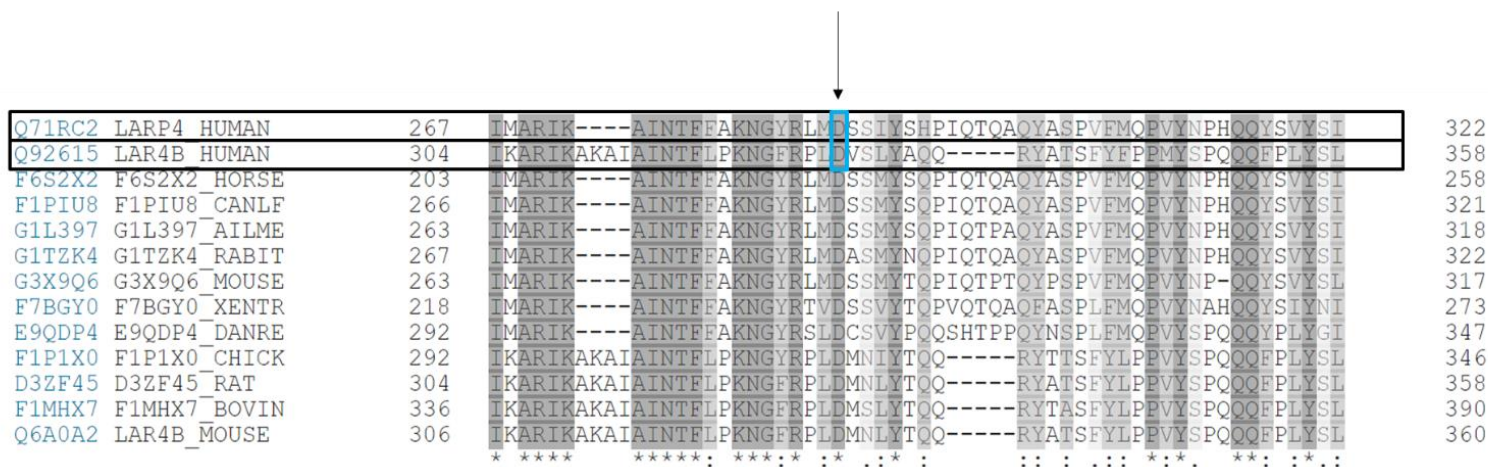 Q71RC2 LARP4_HUMAN 267 IMARIK----AINTFFAKNGYRLMDSSIYSHPIQTQAQYASPVFMQPVYNPHQQYSVYSI 322
Q92615 LAR4B_HUMAN 304 IKARIKAKAIAINTFLPKNGFRPLDVSLYAQQ-----RYATSFYFPPMYSPQQQFPLYSL 358
F6S2X2 F6S2X2_HORSE 203 IMARIK----AINTFFAKNGYRLMDSSMYSQPIQTQAQYASPVFMQPVYNPHQQYSVYSI 258
F1PIU8 F1PIU8_CANLF 266 IMARIK----AINTFFAKNGYRLMDSSMYSQPIQTQAQYASPVFMQPVYNPHQQYSVYSI 321
G1L397 G1L397_AILME 263 IMARIK----AINTFFAKNGYRLMDSSMYSQPIQTPAQYASPVFMQPVYNPHQQYSVYSI 318
G1TZK4 G1TZK4_RABIT 267 IMARIK----AINTFFAKNGYRLMDASMYNQPIQTQAQYASPVFMQPVYNPHQQYSVYSI 322
G3X9Q6 G3X9Q6_MOUSE 263 IMARIK----AINTFFAKNGYRLMDSSMYSQPIQTPTQYPSPVFMQPVYNP-QQYSVYSI 317
F7BGY0 F7BGY0_XENTR 218 IMARIK----AINTFFAKNGYRTVDSSVYTQPVQTQAQFASPLFMQPVYNAHQQYSIYNI 273
E9QDP4 E9QDP4_DANRE 292 IMARIK----AINTFFAKNGYRSLDCSVYPQQSHTPPQYNSPLFMQPVYSPQQQYPLYGI 347
F1P1X0 F1P1X0_CHICK 292 IKARIKAKAIAINTFLPKNGYRPLDMNIYTQQ-----RYTTSFYLPPVYSPQQQFPLYSL 346
D3ZF45 D3ZF45_RAT 304 IKARIKAKAIAINTFLPKNGFRPLDMNLYTQQ-----RYATSFYLPPVYSPQQQFPLYSL 358
F1MHX7 F1MHX7_BOVIN 336 IKARIKAKAIAINTFLPKNGFRPLDMSLYTQQ-----RYTASFYLPPVYSPQQQFPLYSL 390
Q6A0A2 LAR4B_MOUSE 306 IKARIKAKAIAINTFLPKNGFRPLDMNLYTQQ-----RYATSFYLPPVYSPQQQFPLYSL 360
* ****    *****: ***:* :* .:* :      :: : .:: *:*.  **: :*.: